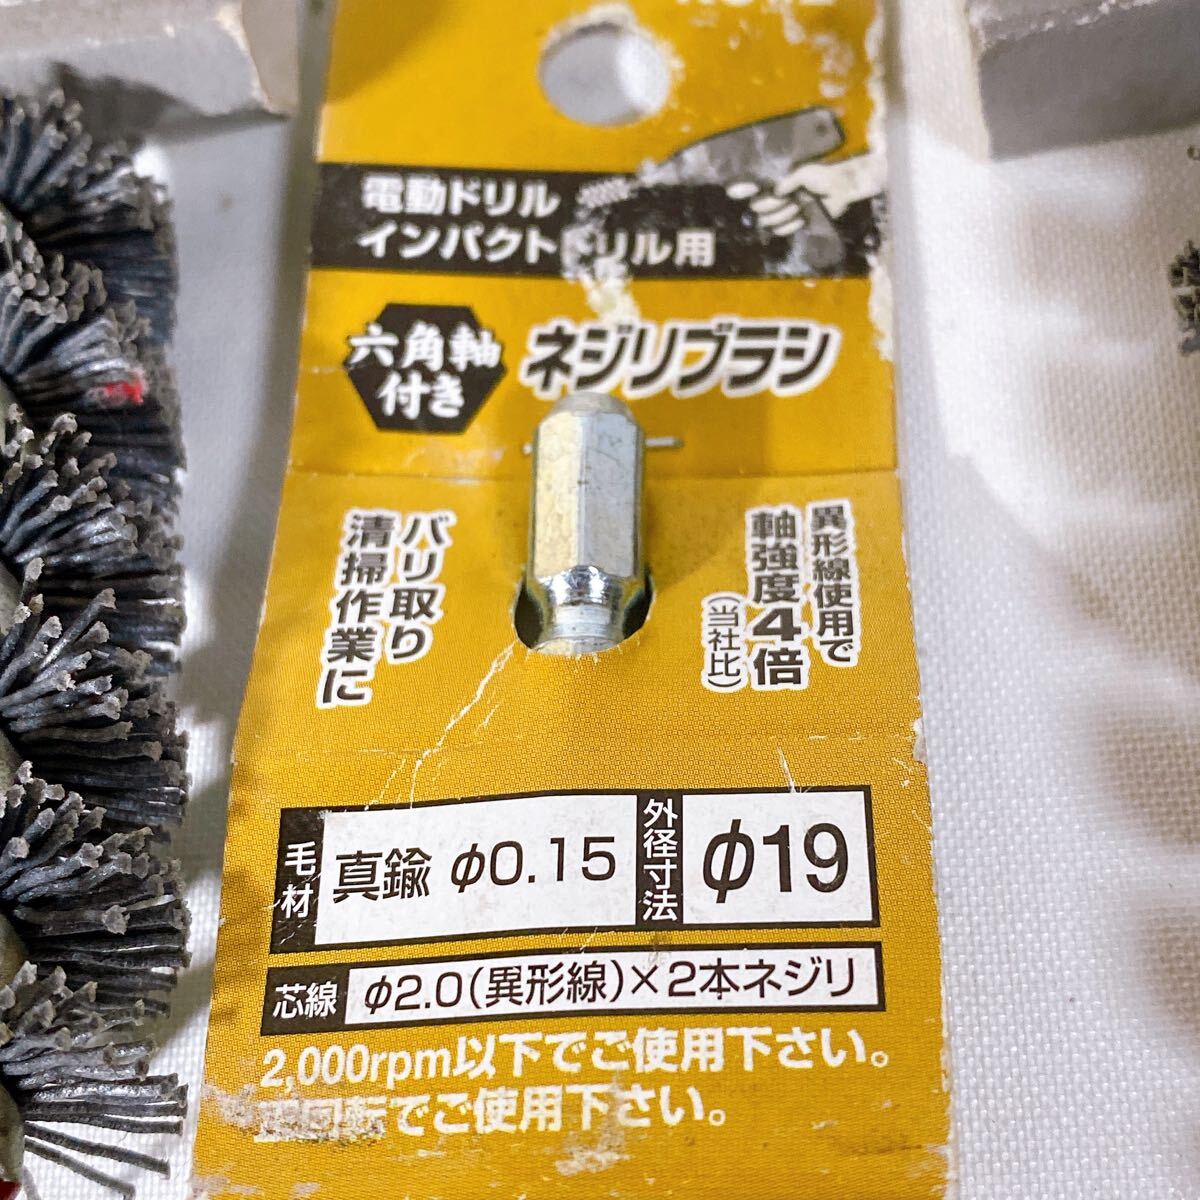 電動ドリル
インパクトドリル用
六角軸
付き
ネジリブラシ
バリ取り
清掃作業に
異形線使用で
軸強度4倍
(当社比)
毛材
真鍮 φ0.15
外径寸法
φ19
芯線
φ2.0(異形線)×2本ネジリ
2,000rpm以下でご使用下さい。
正回転でご使用下さい。